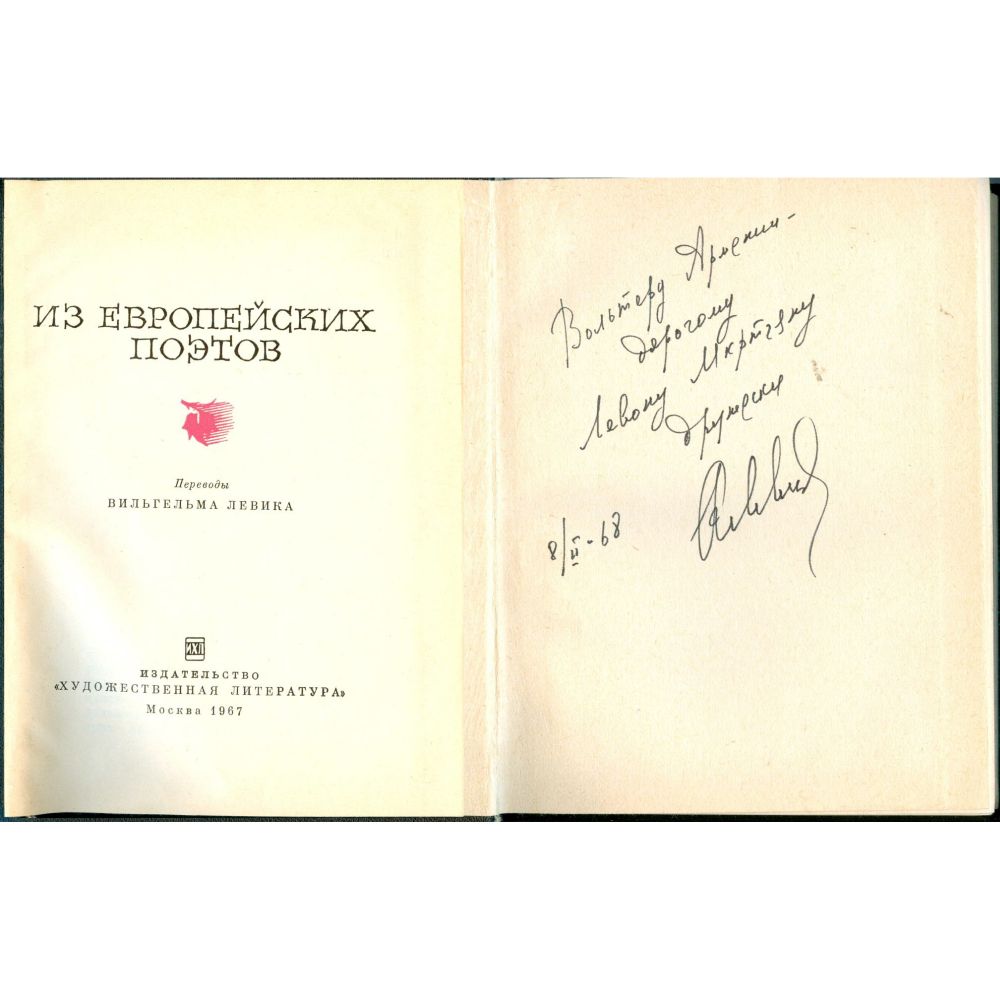 ИЗ ЕВРОПЕЙСКИХ
ПОЭТОВ
Переводы
ВИЛЬГЕЛЬМА ЛЕВИКА
ИХЛ
ИЗДАТЕЛЬСТВО
«ХУДОЖЕСТВЕННАЯ ЛИТЕРАТУРА»
Москва 1967
Вольтеру Армении-
дорогому
Левону Мкртчяну
дружески
8/II-68